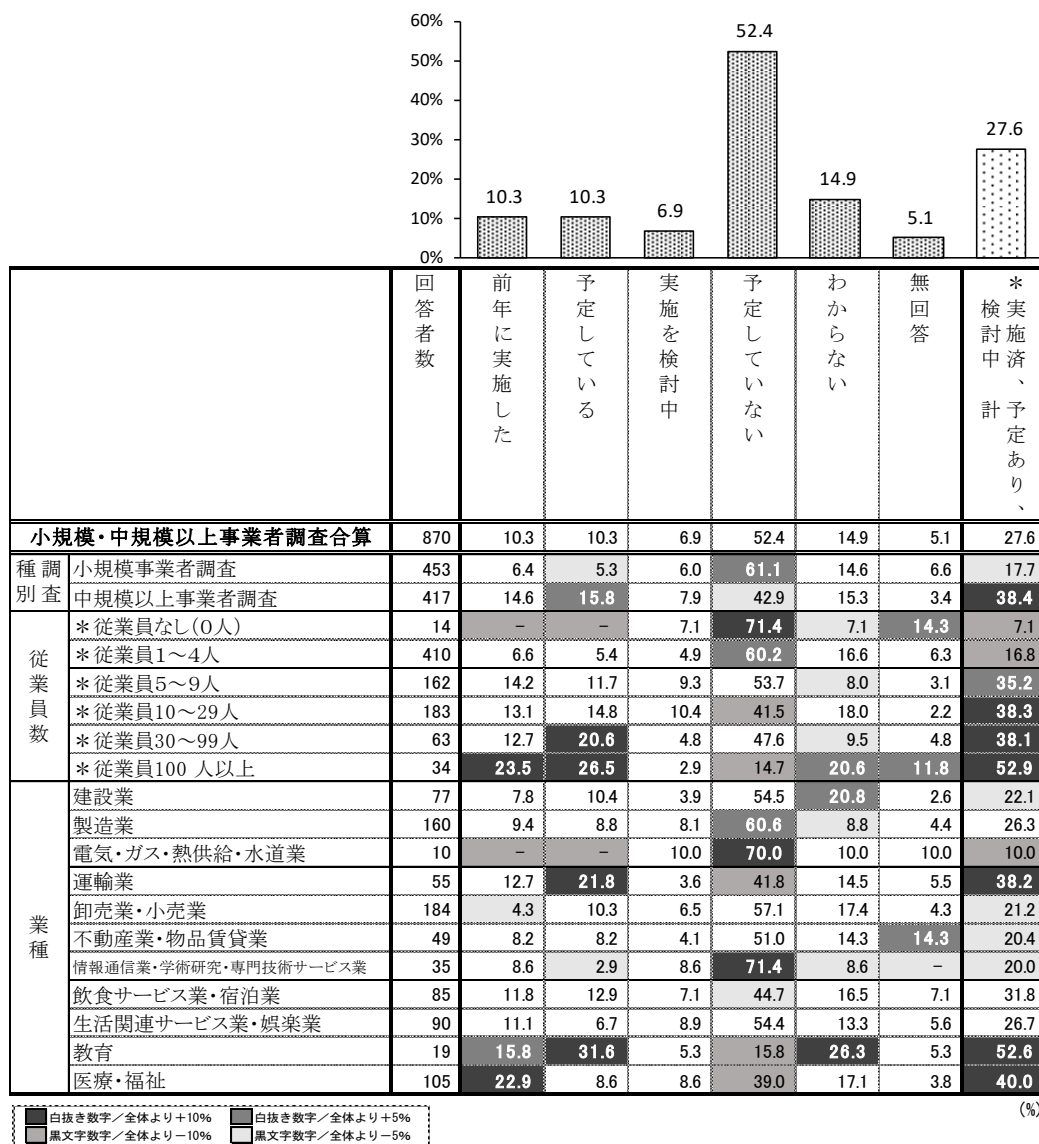 60%
50%
40%
30%
20%
10%
0%
10.3 10.3 6.9 52.4 14.9 5.1 27.6
回答者数 前年に実施した 予定している 実施を検討中 予定していない わからない 無回答 *実施済、予定あり、検討中 計
小規模・中規模以上事業者調査合算 870 10.3 10.3 6.9 52.4 14.9 5.1 27.6
調査種別
小規模事業者調査 453 6.4 5.3 6.0 61.1 14.6 6.6 17.7
中規模以上事業者調査 417 14.6 15.8 7.9 42.9 15.3 3.4 38.4
従業員数
*従業員なし(0人) 14 − − 7.1 71.4 7.1 14.3 7.1
*従業員1~4人 410 6.6 5.4 4.9 60.2 16.6 6.3 16.8
*従業員5~9人 162 14.2 11.7 9.3 53.7 8.0 3.1 35.2
*従業員10~29人 183 13.1 14.8 10.4 41.5 18.0 2.2 38.3
*従業員30~99人 63 12.7 20.6 4.8 47.6 9.5 4.8 38.1
*従業員100 人以上 34 23.5 26.5 2.9 14.7 20.6 11.8 52.9
業種
建設業 77 7.8 10.4 3.9 54.5 20.8 2.6 22.1
製造業 160 9.4 8.8 8.1 60.6 8.8 4.4 26.3
電気・ガス・熱供給・水道業 10 − − 10.0 70.0 10.0 10.0 10.0
運輸業 55 12.7 21.8 3.6 41.8 14.5 5.5 38.2
卸売業・小売業 184 4.3 10.3 6.5 57.1 17.4 4.3 21.2
不動産業・物品賃貸業 49 8.2 8.2 4.1 51.0 14.3 14.3 20.4
情報通信業・学術研究・専門技術サービス業 35 8.6 2.9 8.6 71.4 8.6 − 20.0
飲食サービス業・宿泊業 85 11.8 12.9 7.1 44.7 16.5 7.1 31.8
生活関連サービス業・娯楽業 90 11.1 6.7 8.9 54.4 13.3 5.6 26.7
教育 19 15.8 31.6 5.3 15.8 26.3 5.3 52.6
医療・福祉 105 22.9 8.6 8.6 39.0 17.1 3.8 40.0
(%)
白抜き数字/全体より+10% 白抜き数字/全体より+5%
黒文字数字/全体より−10% 黒文字数字/全体より−5%